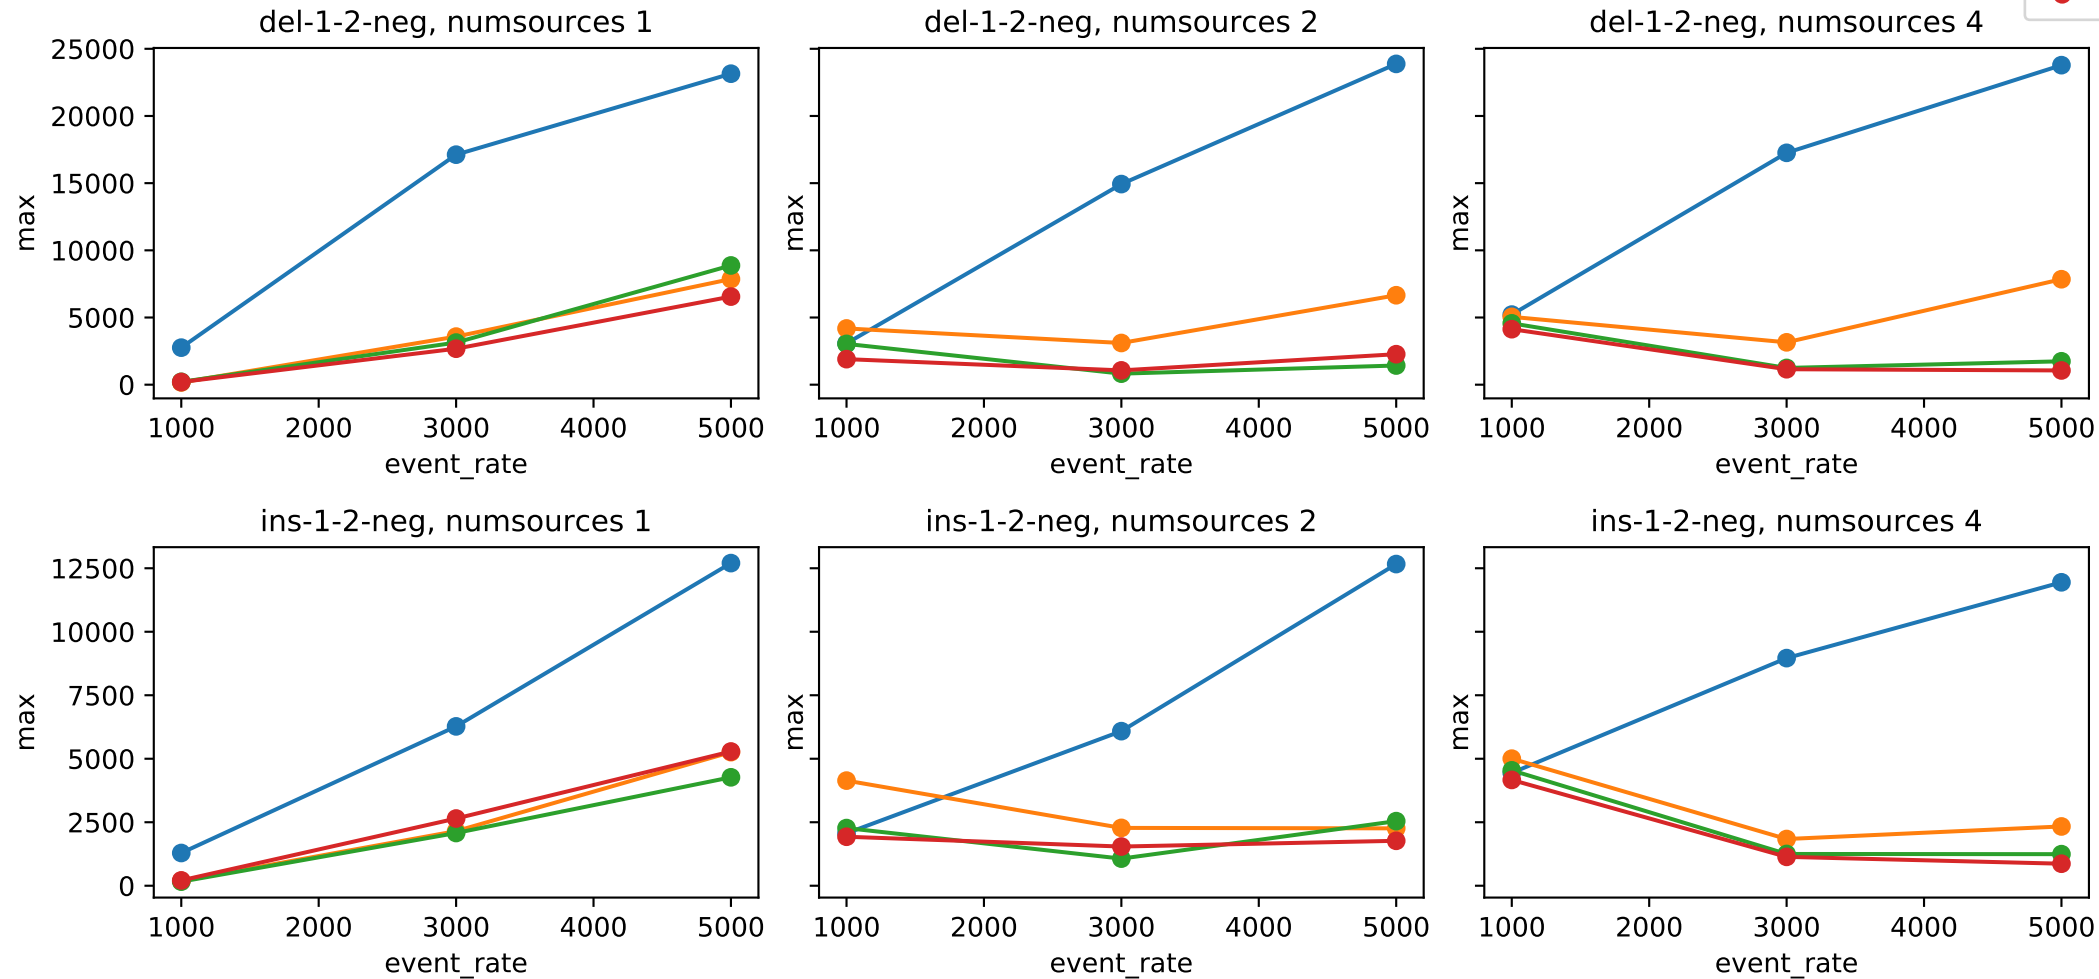 del-1-2-neg, numsources 1
del-1-2-neg, numsources 2
del-1-2-neg, numsources 4
25000
20000
15000
10000
5000
0
max
max
max
1000 2000 3000 4000 5000
1000 2000 3000 4000 5000
1000 2000 3000 4000 5000
event_rate
event_rate
event_rate
ins-1-2-neg, numsources 1
ins-1-2-neg, numsources 2
ins-1-2-neg, numsources 4
12500
10000
7500
5000
2500
0
max
max
max
1000 2000 3000 4000 5000
1000 2000 3000 4000 5000
1000 2000 3000 4000 5000
event_rate
event_rate
event_rate